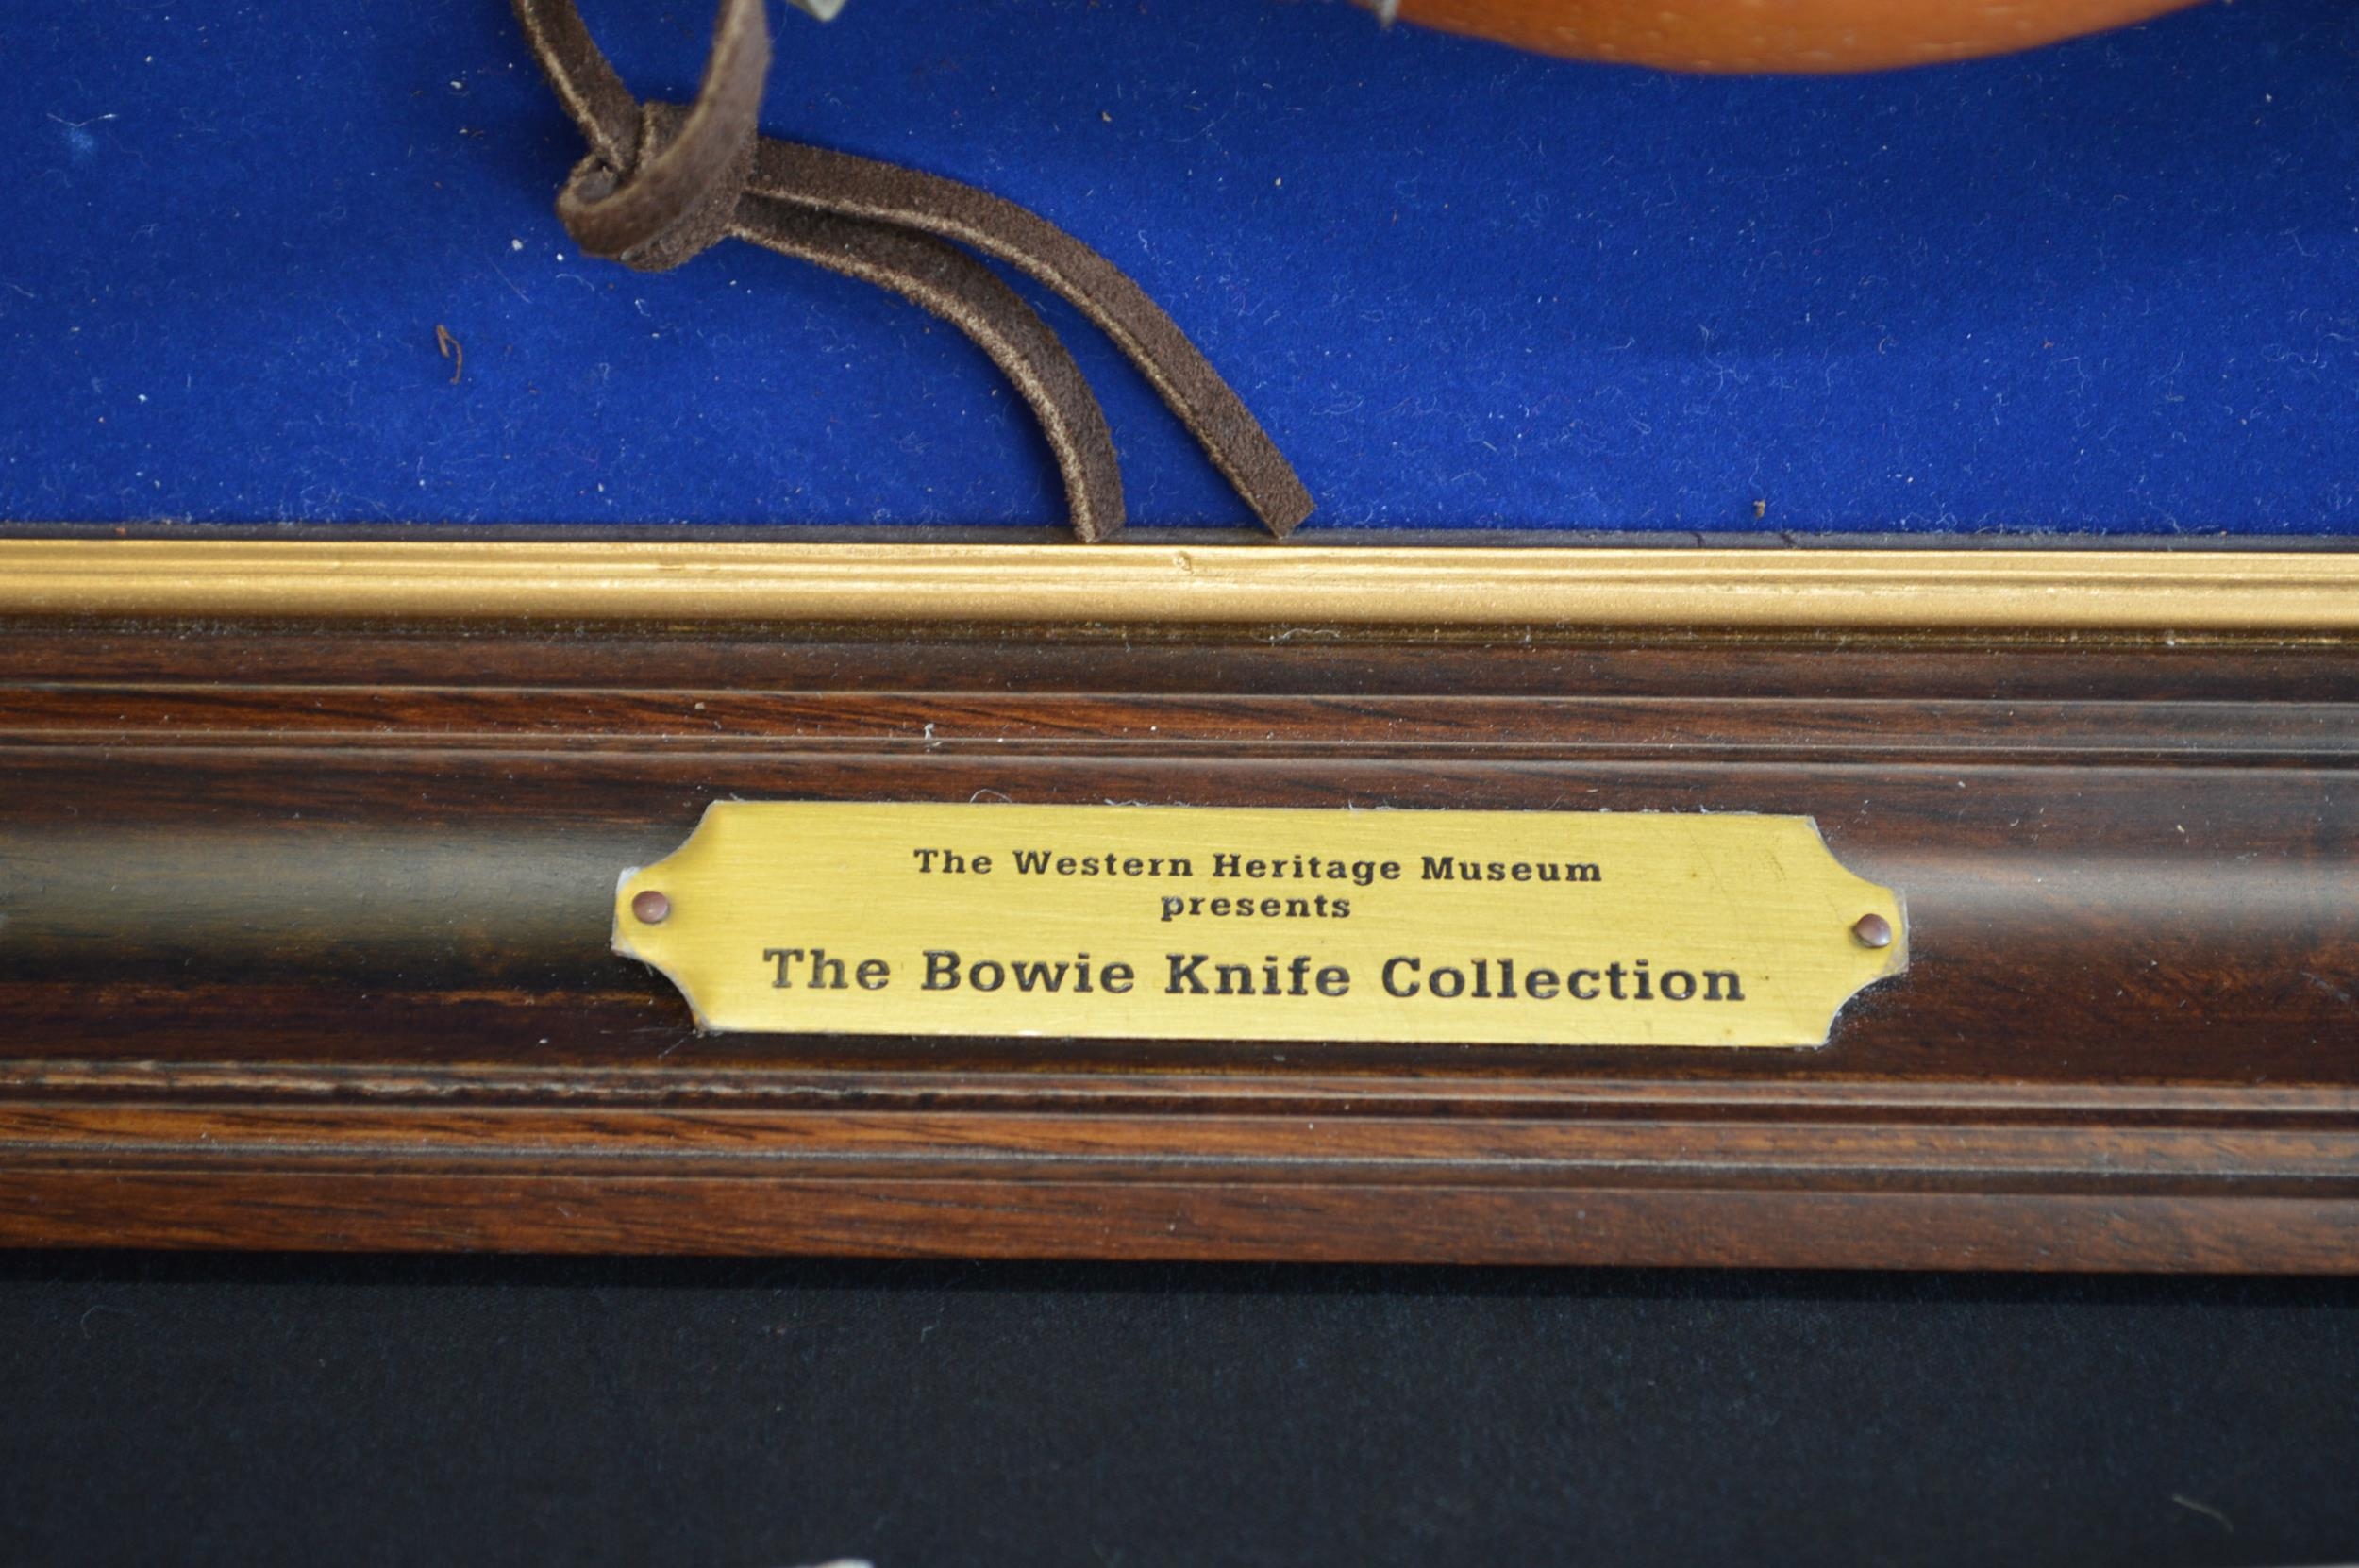 The Western Heritage Museum
presents
The Bowie Knife Collection